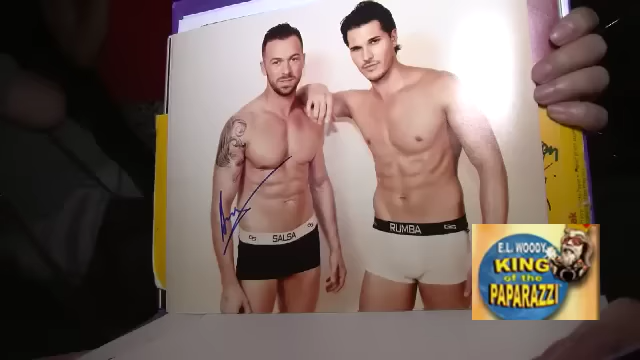 SALSA
RUMBA
E.L. WOODY
KING
of the
PAPARAZZI